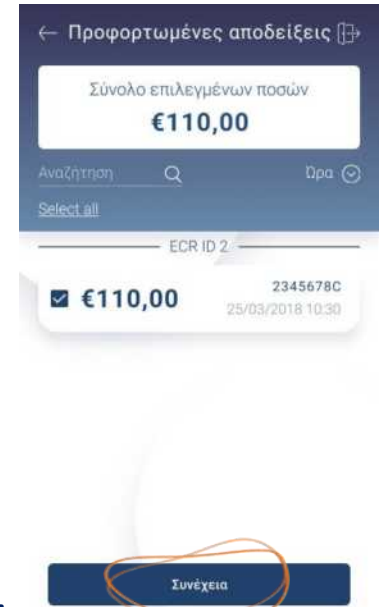 Προφορτωμένες αποδείξεις
Σύνολο επιλεγμένων ποσών
€110,00
Αναζήτηση Ώρα
Select all
ECR ID 2
€110,00 2345678C
25/03/2018 10:30
Συνέχεια